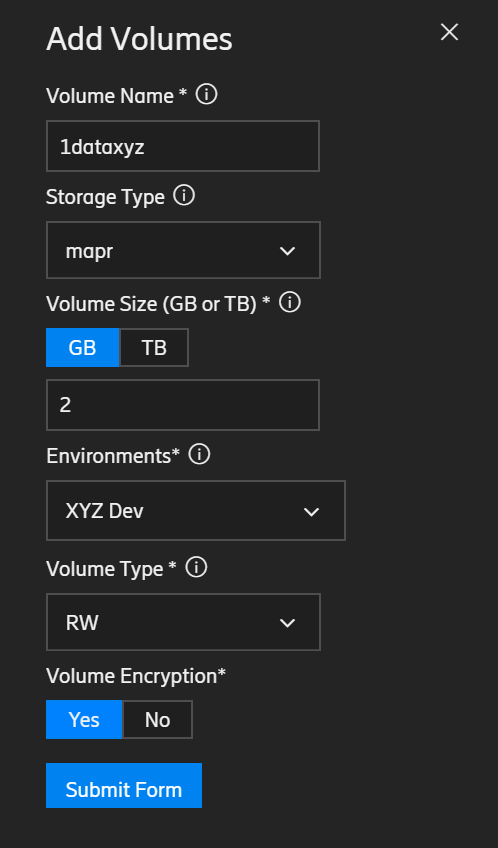 Add Volumes
Volume Name *
1dataxyz
Storage Type
mapr
Volume Size (GB or TB) *
GB TB
2
Environments*
XYZ Dev
Volume Type *
RW
Volume Encryption*
Yes No
Submit Form